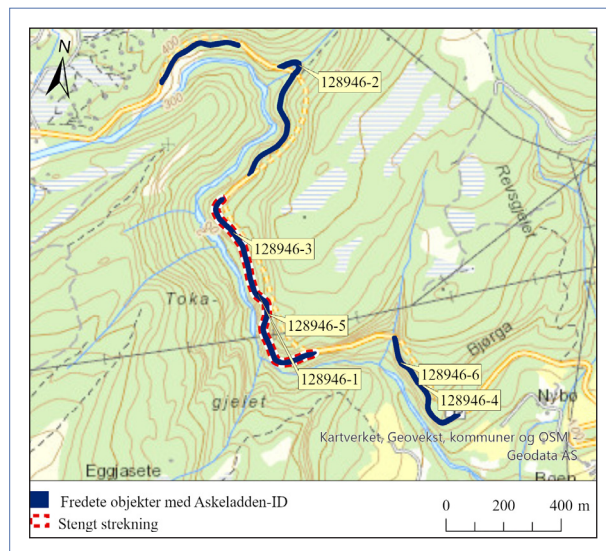 N
400
300
128946-2
Revsgjelet
128946-3
Toka-
128946-5
Bjørga
128946-1
128946-6
gjelet
128946-4
Nybø
Kartverket, Geovekst, kommuner og OSM
Geodata AS
Eggjasete
Fredete objekter med Askeladden-ID
Stengt strekning
0 200 400 m